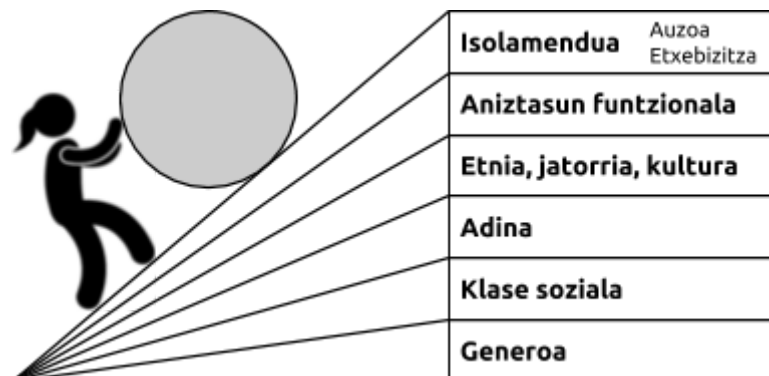 Isolamendua
Auzoa
Etxebizitza
Aniztasun funtzionala
Etnia, jatorria, kultura
Adina
Klase soziala
Generoa